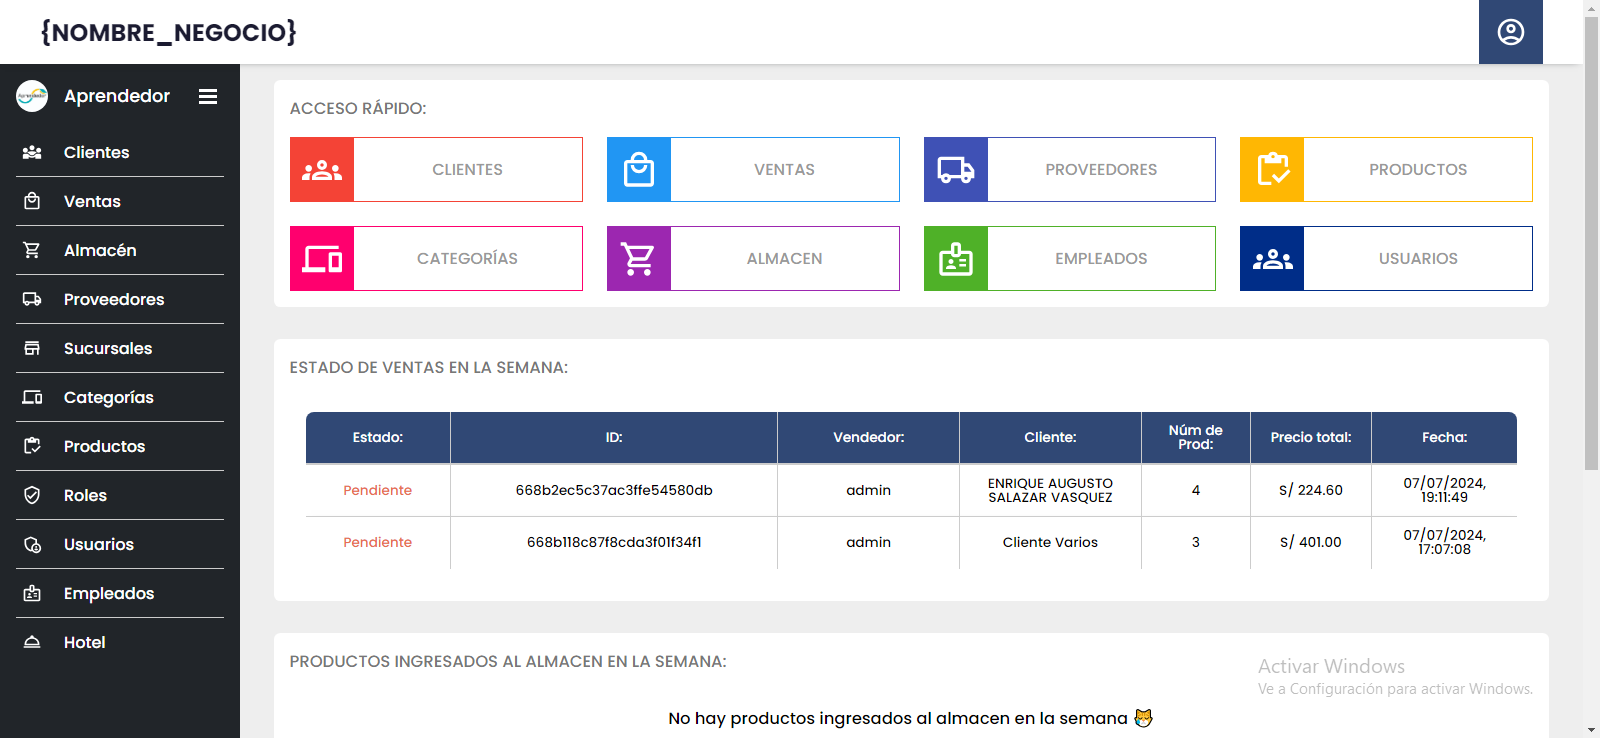 {NOMBRE_NEGOCIO}
Aprendedor
Clientes
Ventas
Almacén
Proveedores
Sucursales
Categorías
Productos
Roles
Usuarios
Empleados
Hotel
ACCESO RÁPIDO:
CLIENTES
VENTAS
PROVEEDORES
PRODUCTOS
CATEGORÍAS
ALMACEN
EMPLEADOS
USUARIOS
ESTADO DE VENTAS EN LA SEMANA:
Estado: ID: Vendedor: Cliente: Núm de Prod: Precio total: Fecha:
Pendiente 668b2ec5c37ac3ffe54580db admin ENRIQUE AUGUSTO SALAZAR VASQUEZ 4 S/ 224.60 07/07/2024, 19:11:49
Pendiente 668b118c87f8cda3f01f34f1 admin Cliente Varios 3 S/ 401.00 07/07/2024, 17:07:08
PRODUCTOS INGRESADOS AL ALMACEN EN LA SEMANA:
No hay productos ingresados al almacen en la semana 😿
Activar Windows
Ve a Configuración para activar Windows.